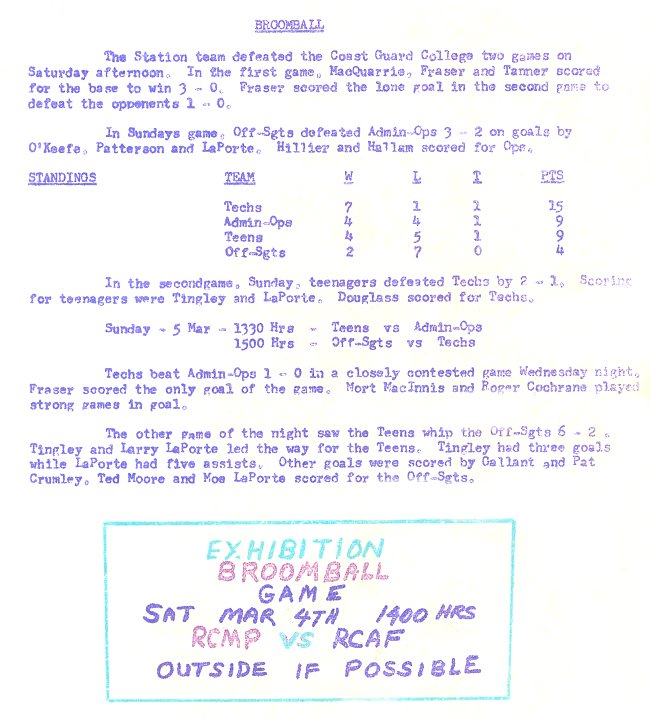 BROOMBALL
The Station team defeated the Coast Guard College two games on
Saturday afternoon. In the first game, MacQuarrie, Fraser and Tanner scored
for the base to win 3 - 0. Fraser scored the lone goal in the second game to
defeat the opponents 1 - 0.
In Sundays game, Off-Sgts defeated Admin-Ops 3 - 2 on goals by
O'Keefe, Patterson and LaPorte. Hillier and Hallam scored for Ops.
STANDINGS TEAM W L T PTS
Techs 7 1 1 15
Admin-Ops 4 4 1 9
Teens 4 5 1 9
Off-Sgts 2 7 0 4
In the secondgame, Sunday, teenagers defeated Techs by 2 - 1. Scoring
for teenagers were Tingley and LaPorte. Douglass scored for Techs.
Sunday - 5 Mar - 1330 Hrs - Teens vs Admin-Ops
1500 Hrs - Off-Sgts vs Techs
Techs beat Admin-Ops 1 - 0 in a closely contested game Wednesday night.
Fraser scored the only goal of the game. Mort MacInnis and Roger Cochrane played
strong games in goal.
The other game of the night saw the Teens whip the Off-Sgts 6 - 2 .
Tingley and Larry LaPorte led the way for the Teens. Tingley had three goals
while LaPorte had five assists. Other goals were scored by Gallant and Pat
Crumley. Ted Moore and Moe LaPorte scored for the Off-Sgts.
EXHIBITION
BROOMBALL
GAME
SAT MAR 4TH 1400 HRS
RCMP VS RCAF
OUTSIDE IF POSSIBLE